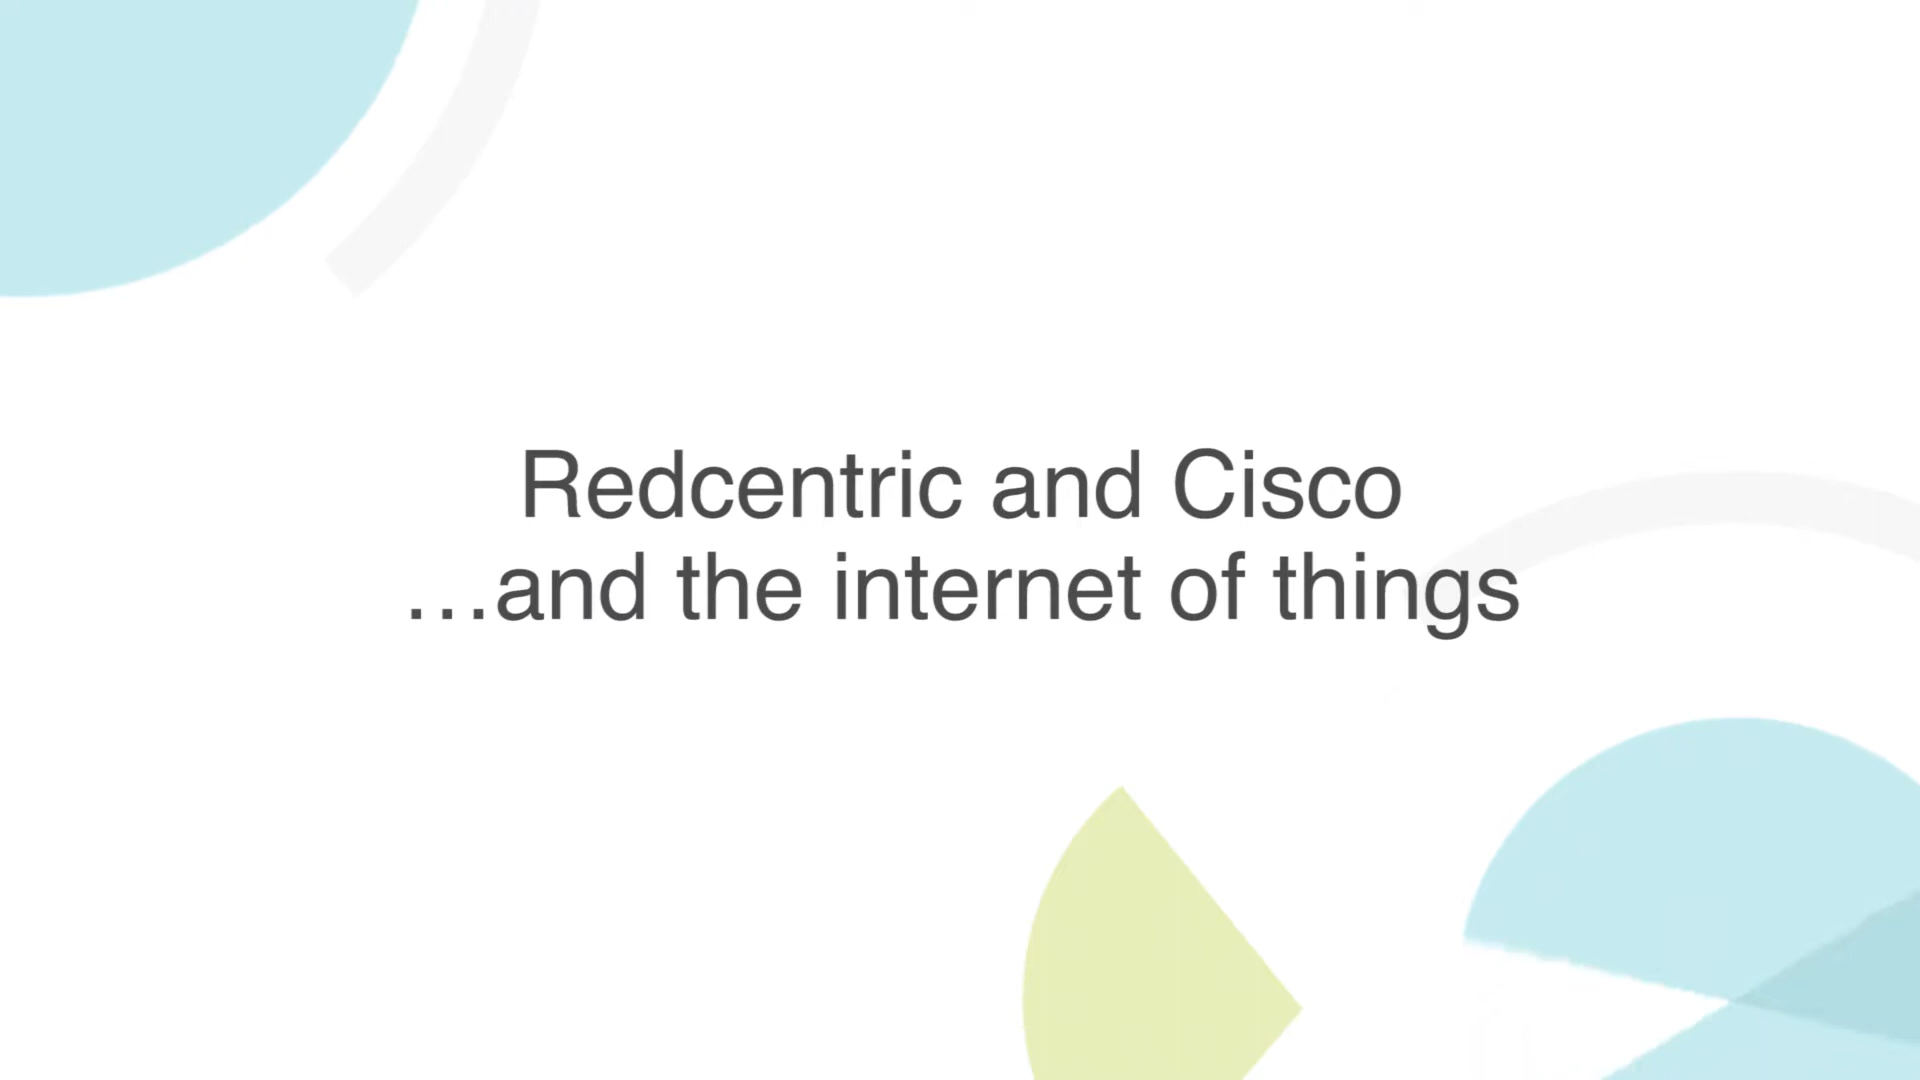 Redcentric and Cisco
…and the internet of things